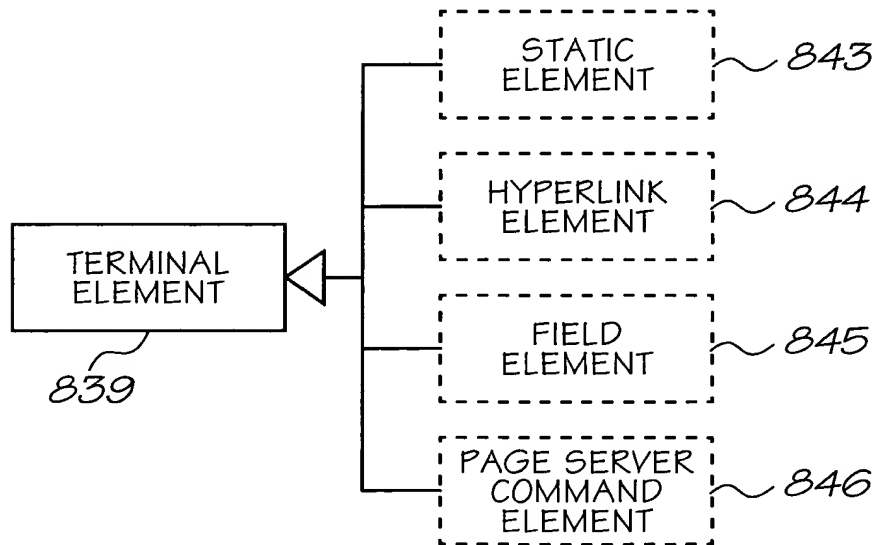 STATIC
ELEMENT
843
HYPERLINK
ELEMENT
844
TERMINAL
ELEMENT
839
FIELD
ELEMENT
845
PAGE SERVER
COMMAND
ELEMENT
846